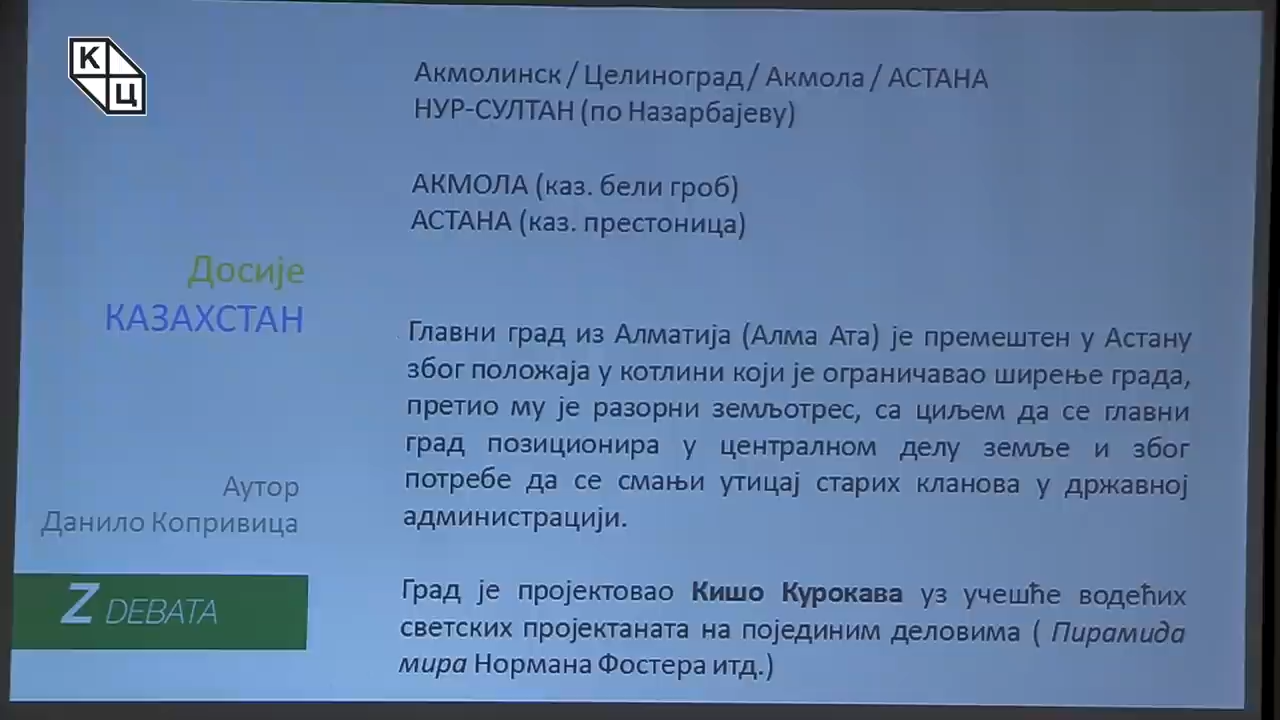 К
Ц
Акмолинск / Целиноград / Акмола / АСТАНА
НУР-СУЛТАН (по Назарбајеву)
АКМОЛА (каз. бели гроб)
АСТАНА (каз. престоница)
Досије
КАЗАХСТАН
Главни град из Алматија (Алма Ата) је премештен у Астану
због положаја у котлини који је ограничавао ширење града,
претио му је разорни земљотрес, са циљем да се главни
град позиционира у централном делу земље и због
потребе да се смањи утицај старих кланова у државној
администрацији.
Аутор
Данило Копривица
Z DEBATA
Град је пројектовао Кишо Курокава уз учешће водећих
светских пројектаната на појединим деловима ( Пирамида
мира Нормана Фостера итд.)